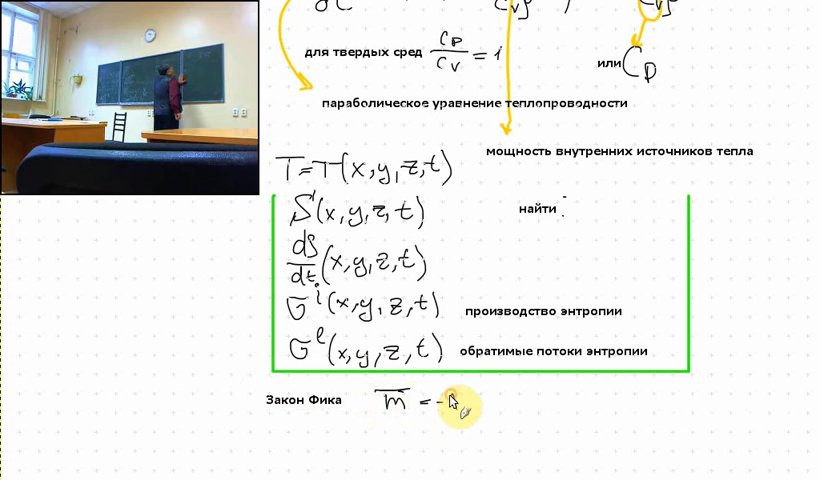 для твердых сред Cp/Cv = 1
или Cp
параболическое уравнение теплопроводности
мощность внутренних источников тепла
T=T(x,y,z,t)
S(x,y,z,t) найти:
dS/dt (x,y,z,t)
σⁱ(x,y,z,t) производство энтропии
σᵉ(x,y,z,t) обратимые потоки энтропии
Закон Фика m̅ = -